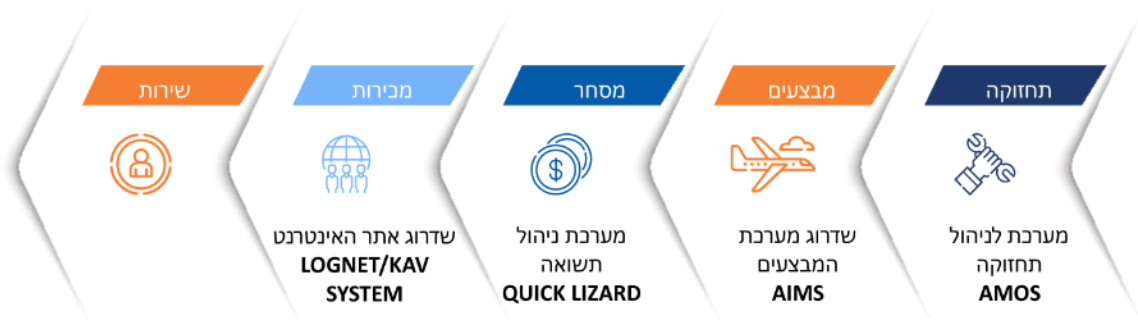 תחזוקה
מערכת לניהול
תחזוקה
AMOS
מבצעים
שדרוג מערכת
המבצעים
AIMS
מסחר
$
מערכת ניהול
תשואה
QUICK LIZARD
מכירות
שדרוג אתר האינטרנט
LOGNET/KAV
SYSTEM
שירות